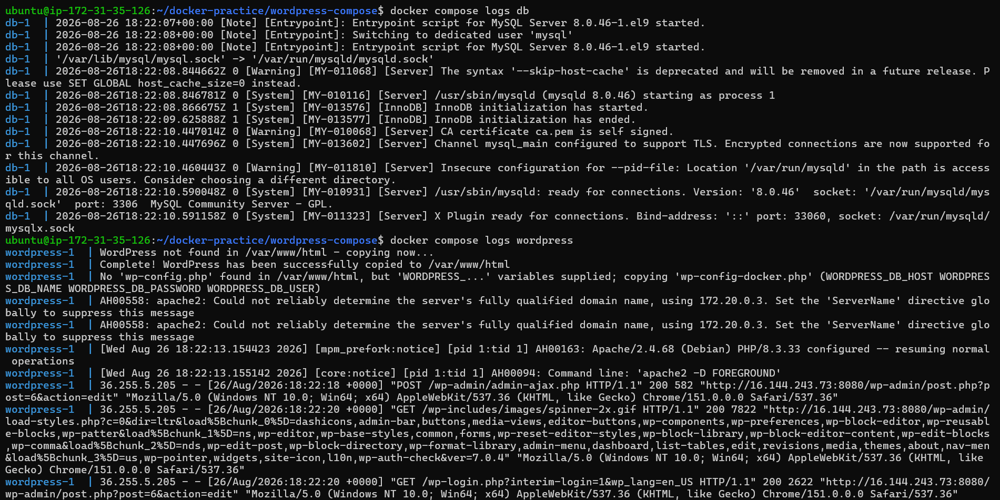 ubuntu@ip-172-31-35-126:~/docker-practice/wordpress-compose$ docker compose logs db
db-1  | 2026-08-26 18:22:07+00:00 [Note] [Entrypoint]: Entrypoint script for MySQL Server 8.0.46-1.el9 started.
db-1  | 2026-08-26 18:22:08+00:00 [Note] [Entrypoint]: Switching to dedicated user 'mysql'
db-1  | 2026-08-26 18:22:08+00:00 [Note] [Entrypoint]: Entrypoint script for MySQL Server 8.0.46-1.el9 started.
db-1  | '/var/lib/mysql/mysql.sock' -> '/var/run/mysqld/mysqld.sock'
db-1  | 2026-08-26T18:22:08.844662Z 0 [Warning] [MY-011068] [Server] The syntax '--skip-host-cache' is deprecated and will be removed in a future release. P
lease use SET GLOBAL host_cache_size=0 instead.
db-1  | 2026-08-26T18:22:08.846781Z 0 [System] [MY-010116] [Server] /usr/sbin/mysqld (mysqld 8.0.46) starting as process 1
db-1  | 2026-08-26T18:22:08.866675Z 1 [System] [MY-013576] [InnoDB] InnoDB initialization has started.
db-1  | 2026-08-26T18:22:09.625888Z 1 [System] [MY-013577] [InnoDB] InnoDB initialization has ended.
db-1  | 2026-08-26T18:22:10.447014Z 0 [Warning] [MY-010068] [Server] CA certificate ca.pem is self signed.
db-1  | 2026-08-26T18:22:10.447696Z 0 [System] [MY-013602] [Server] Channel mysql_main configured to support TLS. Encrypted connections are now supported fo
r this channel.
db-1  | 2026-08-26T18:22:10.460443Z 0 [Warning] [MY-011810] [Server] Insecure configuration for --pid-file: Location '/var/run/mysqld' in the path is access
ible to all OS users. Consider choosing a different directory.
db-1  | 2026-08-26T18:22:10.590048Z 0 [System] [MY-010931] [Server] /usr/sbin/mysqld: ready for connections. Version: '8.0.46'  socket: '/var/run/mysqld/mys
qld.sock'  port: 3306  MySQL Community Server - GPL.
db-1  | 2026-08-26T18:22:10.591158Z 0 [System] [MY-011323] [Server] X Plugin ready for connections. Bind-address: '::' port: 33060, socket: /var/run/mysqld/
mysqlx.sock
ubuntu@ip-172-31-35-126:~/docker-practice/wordpress-compose$ docker compose logs wordpress
wordpress-1  | WordPress not found in /var/www/html - copying now...
wordpress-1  | Complete! WordPress has been successfully copied to /var/www/html
wordpress-1  | No 'wp-config.php' found in /var/www/html, but 'WORDPRESS_...' variables supplied; copying 'wp-config-docker.php' (WORDPRESS_DB_HOST WORDPRES
S_DB_NAME WORDPRESS_DB_PASSWORD WORDPRESS_DB_USER)
wordpress-1  | AH00558: apache2: Could not reliably determine the server's fully qualified domain name, using 172.20.0.3. Set the 'ServerName' directive glo
bally to suppress this message
wordpress-1  | AH00558: apache2: Could not reliably determine the server's fully qualified domain name, using 172.20.0.3. Set the 'ServerName' directive glo
bally to suppress this message
wordpress-1  | [Wed Aug 26 18:22:13.154423 2026] [mpm_prefork:notice] [pid 1:tid 1] AH00163: Apache/2.4.68 (Debian) PHP/8.3.33 configured -- resuming normal
 operations
wordpress-1  | [Wed Aug 26 18:22:13.155142 2026] [core:notice] [pid 1:tid 1] AH00094: Command line: 'apache2 -D FOREGROUND'
wordpress-1  | 36.255.5.205 - - [26/Aug/2026:18:22:18 +0000] "POST /wp-admin/admin-ajax.php HTTP/1.1" 200 582 "http://16.144.243.73:8080/wp-admin/post.php?p
ost=6&action=edit" "Mozilla/5.0 (Windows NT 10.0; Win64; x64) AppleWebKit/537.36 (KHTML, like Gecko) Chrome/151.0.0.0 Safari/537.36"
wordpress-1  | 36.255.5.205 - - [26/Aug/2026:18:22:20 +0000] "GET /wp-includes/images/spinner-2x.gif HTTP/1.1" 200 7822 "http://16.144.243.73:8080/wp-admin/
load-styles.php?c=0&dir=ltr&load%5Bchunk_0%5D=dashicons,admin-bar,buttons,media-views,editor-buttons,wp-components,wp-preferences,wp-block-editor,wp-reusabl
e-blocks,wp-patter&load%5Bchunk_1%5D=ns,wp-editor,wp-base-styles,common,forms,wp-reset-editor-styles,wp-block-library,wp-block-editor-content,wp-edit-blocks
,wp-comma&load%5Bchunk_2%5D=nds,wp-edit-post,wp-block-directory,wp-format-library,admin-menu,dashboard,list-tables,edit,revisions,media,themes,about,nav-men
&load%5Bchunk_3%5D=us,wp-pointer,widgets,site-icon,l10n,wp-auth-check&ver=7.0.4" "Mozilla/5.0 (Windows NT 10.0; Win64; x64) AppleWebKit/537.36 (KHTML, like
Gecko) Chrome/151.0.0.0 Safari/537.36"
wordpress-1  | 36.255.5.205 - - [26/Aug/2026:18:22:20 +0000] "GET /wp-login.php?interim-login=1&wp_lang=en_US HTTP/1.1" 200 2622 "http://16.144.243.73:8080/
wp-admin/post.php?post=6&action=edit" "Mozilla/5.0 (Windows NT 10.0; Win64; x64) AppleWebKit/537.36 (KHTML, like Gecko) Chrome/151.0.0.0 Safari/537.36"